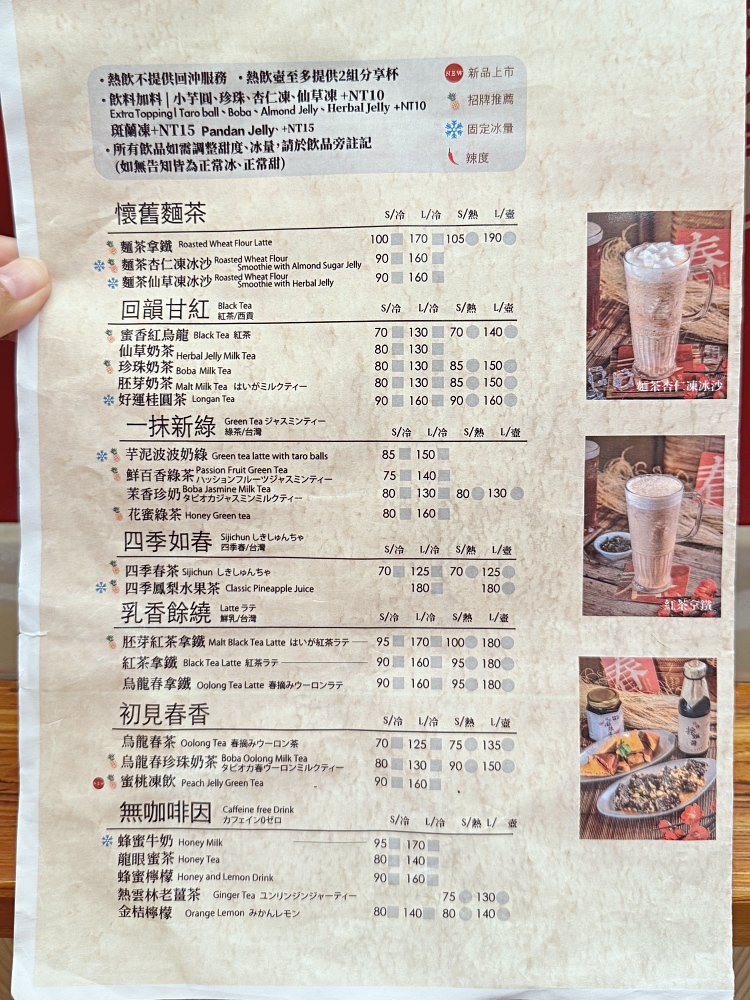 ・熱飲不提供回沖服務 ・熱飲壺至多提供2組分享杯
・飲料加料 | 小芋圓、珍珠、杏仁凍、仙草凍 +NT10
Extra Topping | Taro ball、Boba、Almond Jelly、Herbal Jelly +NT10
斑蘭凍+NT15 Pandan Jelly、+NT15
・所有飲品如需調整甜度、冰量,請於飲品旁註記
(如無告知皆為正常冰、正常甜)
NEW 新品上市
招牌推薦
固定冰量
辣度
懷舊麵茶 S/冷 L/冷 S/熱 L/壺
麵茶拿鐵 Roasted Wheat Flour Latte 100 170 105 190
麵茶杏仁凍冰沙 Roasted Wheat Flour Smoothie with Almond Sugar Jelly 90 160
麵茶仙草凍冰沙 Roasted Wheat Flour Smoothie with Herbal Jelly 90 160
回韻甘紅 Black Tea 紅茶/西貢 S/冷 L/冷 S/熱 L/壺
蜜香紅烏龍 Black Tea 紅茶 70 130 70 140
仙草奶茶 Herbal Jelly Milk Tea 80 130
珍珠奶茶 Boba Milk Tea 80 130 85 150
胚芽奶茶 Malt Milk Tea はいがミルクティー 80 130 85 150
好運桂圓茶 Longan Tea 90 160 90 160
一抹新綠 Green Tea ジャスミンティー 綠茶/台灣 S/冷 L/冷 S/熱 L/壺
芋泥波波奶綠 Green tea latte with taro balls 85 150
鮮百香綠茶 Passion Fruit Green Tea ハッションフルーツジャスミンティー 75 140
茉香珍奶 Boba Jasmine Milk Tea タピオカジャスミンミルクティー 80 130 80 130
花蜜綠茶 Honey Green tea 80 160
四季如春 Sijichun しきしゅんちゃ 四季春/台灣 S/冷 L/冷 S/熱 L/壺
四季春茶 Sijichun しきしゅんちゃ 70 125 70 125
四季鳳梨水果茶 Classic Pineapple Juice 180 180
乳香餘繞 Latte ラテ 鮮乳/台灣 S/冷 L/冷 S/熱 L/壺
胚芽紅茶拿鐵 Malt Black Tea Latte はいが紅茶ラテ 95 170 100 180
紅茶拿鐵 Black Tea Latte 紅茶ラテ 90 160 95 180
烏龍春拿鐵 Oolong Tea Latte 春摘みウーロンラテ 90 160 95 180
初見春香 S/冷 L/冷 S/熱 L/壺
烏龍春茶 Oolong Tea 春摘みウーロン茶 70 125 75 135
烏龍春珍珠奶茶 Boba Oolong Milk Tea タピオカ春ウーロンミルクティー 80 130 90 150
NEW 蜜桃凍飲 Peach Jelly Green Tea 90 160
無咖啡因 Caffeine free Drink カフェイン0ゼロ S/冷 L/冷 S/熱 L/ 壺
蜂蜜牛奶 Honey Milk 95 170
龍眼蜜茶 Honey Tea 80 140
蜂蜜檸檬 Honey and Lemon Drink 90 160
熱雲林老薑茶 Ginger Tea ユンリンジンジャーティー 75 130
金桔檸檬 Orange Lemon みかんレモン 80 140 80 140
春
麵茶杏仁凍冰沙
春
紅茶拿鐵
春